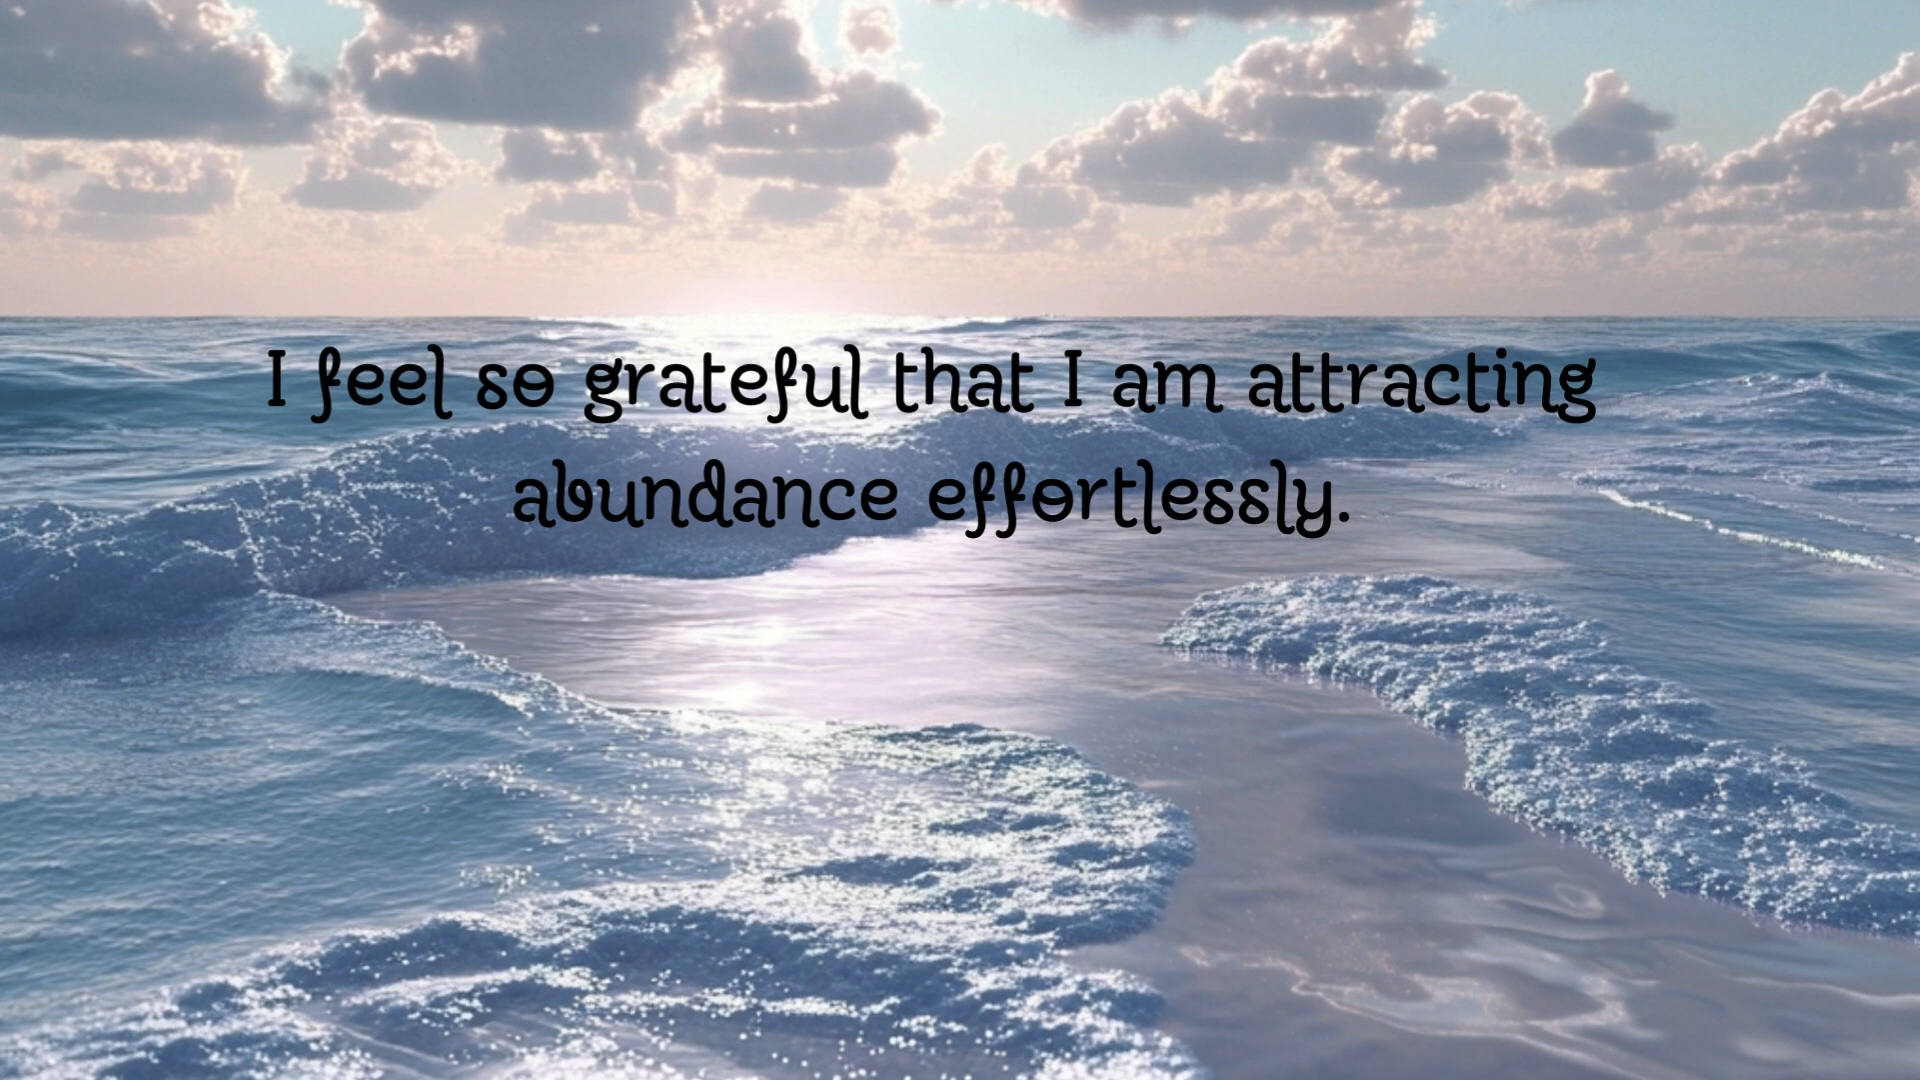 I feel so grateful that I am attracting
abundance effortlessly.